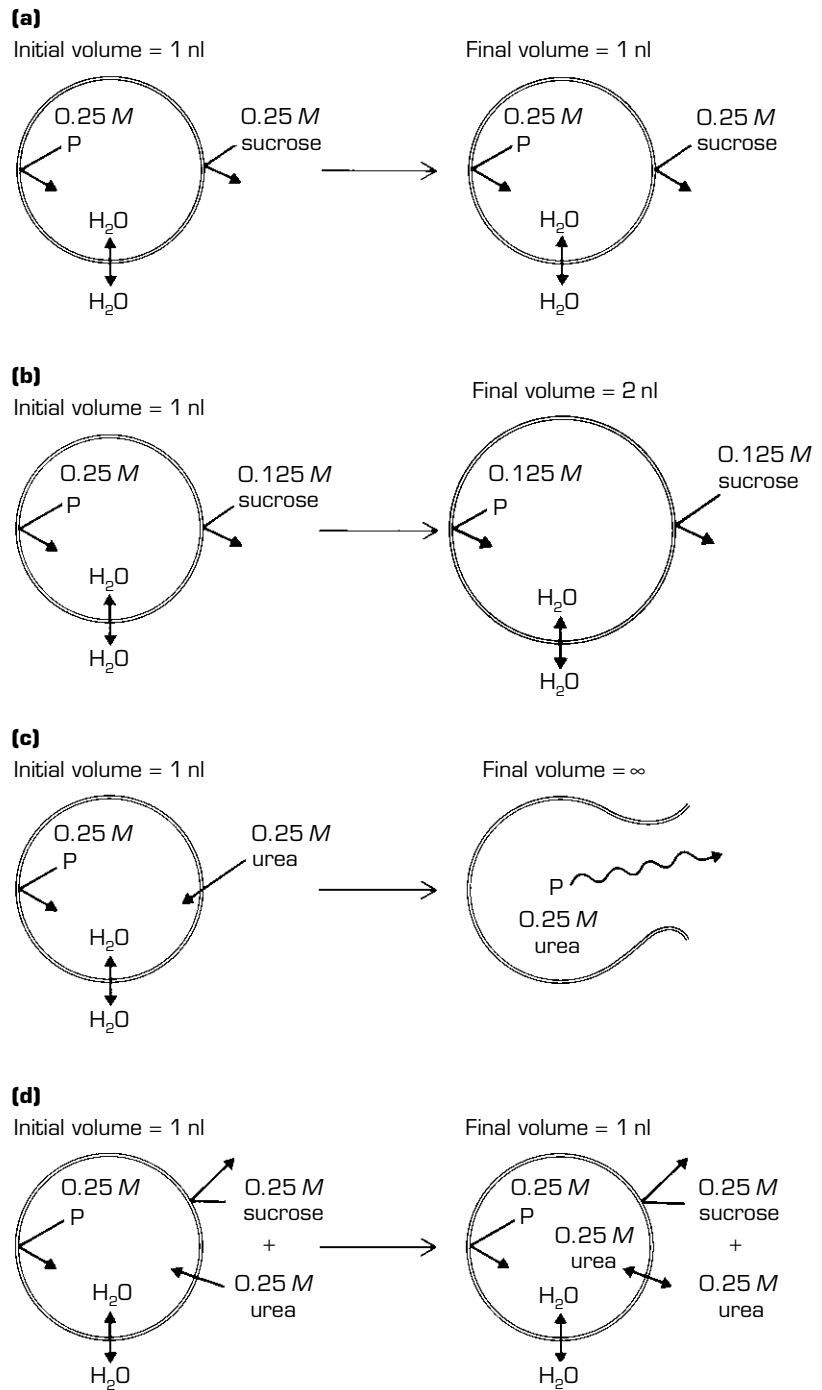 (a)
Initial volume = 1 nl
Final volume = 1 nl
0.25 M
P
0.25 M
sucrose
H₂O
H₂O
0.25 M
P
0.25 M
sucrose
H₂O
H₂O
(b)
Initial volume = 1 nl
Final volume = 2 nl
0.25 M
P
0.125 M
sucrose
H₂O
H₂O
0.125 M
P
0.125 M
sucrose
H₂O
H₂O
(c)
Initial volume = 1 nl
Final volume = ∞
0.25 M
P
0.25 M
urea
H₂O
H₂O
P
0.25 M
urea
(d)
Initial volume = 1 nl
Final volume = 1 nl
0.25 M
P
0.25 M
sucrose
+
0.25 M
urea
H₂O
H₂O
0.25 M
P
0.25 M
urea
0.25 M
sucrose
+
0.25 M
urea
H₂O
H₂O